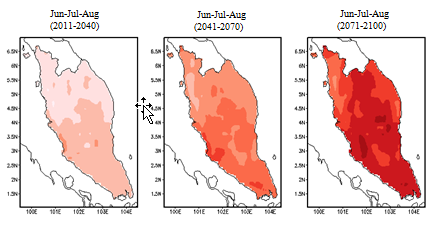 Jun-Jul-Aug
(2011-2040)
Jun-Jul-Aug
(2041-2070)
Jun-Jul-Aug
(2071-2100)
6.5N
6N
5.5N
5N
4.5N
4N
3.5N
3N
2.5N
2N
1.5N
100E 101E 102E 103E 104E
6.5N
6N
5.5N
5N
4.5N
4N
3.5N
3N
2.5N
2N
1.5N
100E 101E 102E 103E 104E
6.5N
6N
5.5N
5N
4.5N
4N
3.5N
3N
2.5N
2N
1.5N
100E 101E 102E 103E 104E